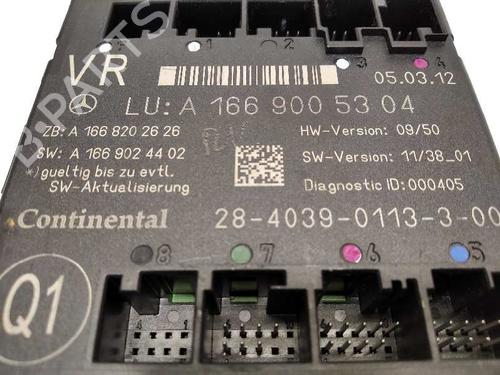 1 2 3 4
VR 05.03.12
LU: A 166 900 53 04
ZB: A 166 820 26 26 HW-Version: 09/50
SW: A 166 902 44 02 SW-Version: 11/38_01
*) gueltig bis zu evtl. Diagnostic ID:000405
SW-Aktualisierung
Continental 28-4039-0113-3-00
8 7 6 5
Q1
B-PARTS